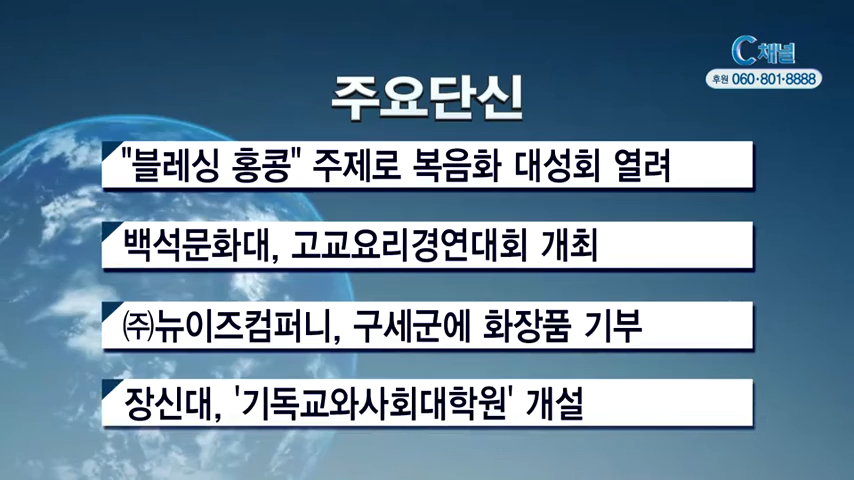 C채널
후원 060·801·8888
주요단신
"블레싱 홍콩" 주제로 복음화 대성회 열려
백석문화대, 고교요리경연대회 개최
㈜뉴이즈컴퍼니, 구세군에 화장품 기부
장신대, '기독교와사회대학원' 개설